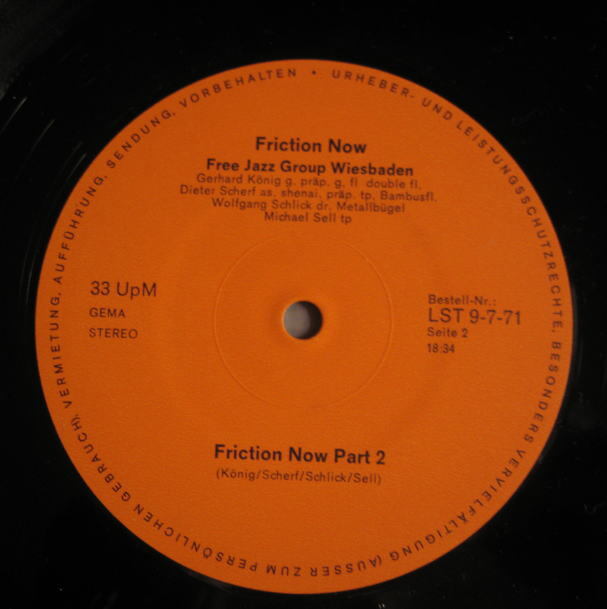 URHEBER- UND LEISTUNGSSCHUTZRECHTE, BESONDERS VERVIELFÄLTIGUNG (AUSSER ZUM PERSÖNLICHEN GEBRAUCH), VERMIETUNG, AUFFÜHRUNG, SENDUNG, VORBEHALTEN •
Friction Now
Free Jazz Group Wiesbaden
Gerhard König g. präp. g, fl double fl.
Dieter Scherf as. shenai. präp. tp, Bambusfl.
Wolfgang Schlick dr. Metallbügel
Michael Sell tp
33 UpM
GEMA
STEREO
Bestell-Nr.:
LST 9-7-71
Seite 2
18:34
Friction Now Part 2
(König/Scherf/Schlick/Sell)